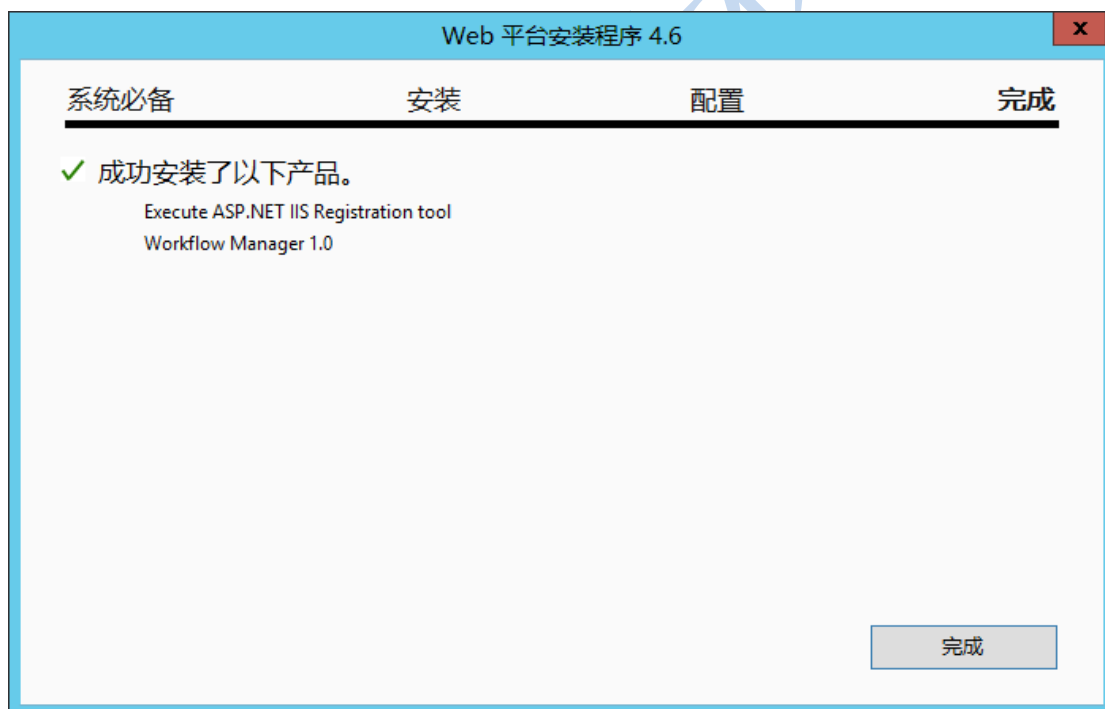 Web 平台安装程序 4.6
x
系统必备 安装 配置 完成
成功安装了以下产品。
Execute ASP.NET IIS Registration tool
Workflow Manager 1.0
完成